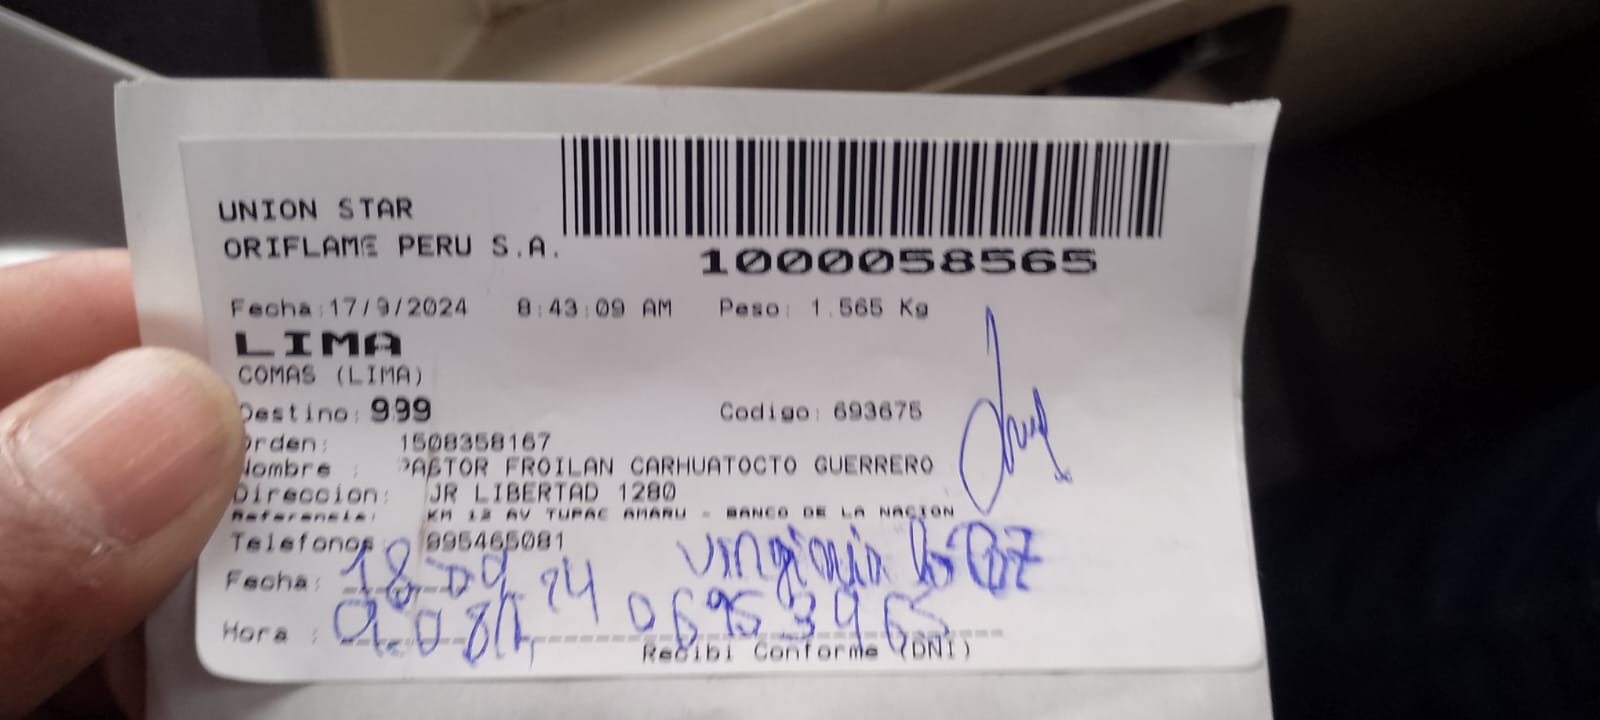 UNION STAR
ORIFLAME PERU S.A.
1000058565
Fecha:17/9/2024 8:43:09 AM Peso: 1.565 Kg
LIMA
COMAS (LIMA)
Destino: 999 Codigo: 693675
Orden: 1508358167
Nombre : PASTOR FROILAN CARHUATOCTO GUERRERO
Direccion: JR LIBERTAD 1280
Referencia: KM 12 AV TUPAC AMARU - BANCO DE LA NACION
Telefonos 995465081
Fecha: 18-09-24 virginia
Hora :
Recibi Conforme (DNI)